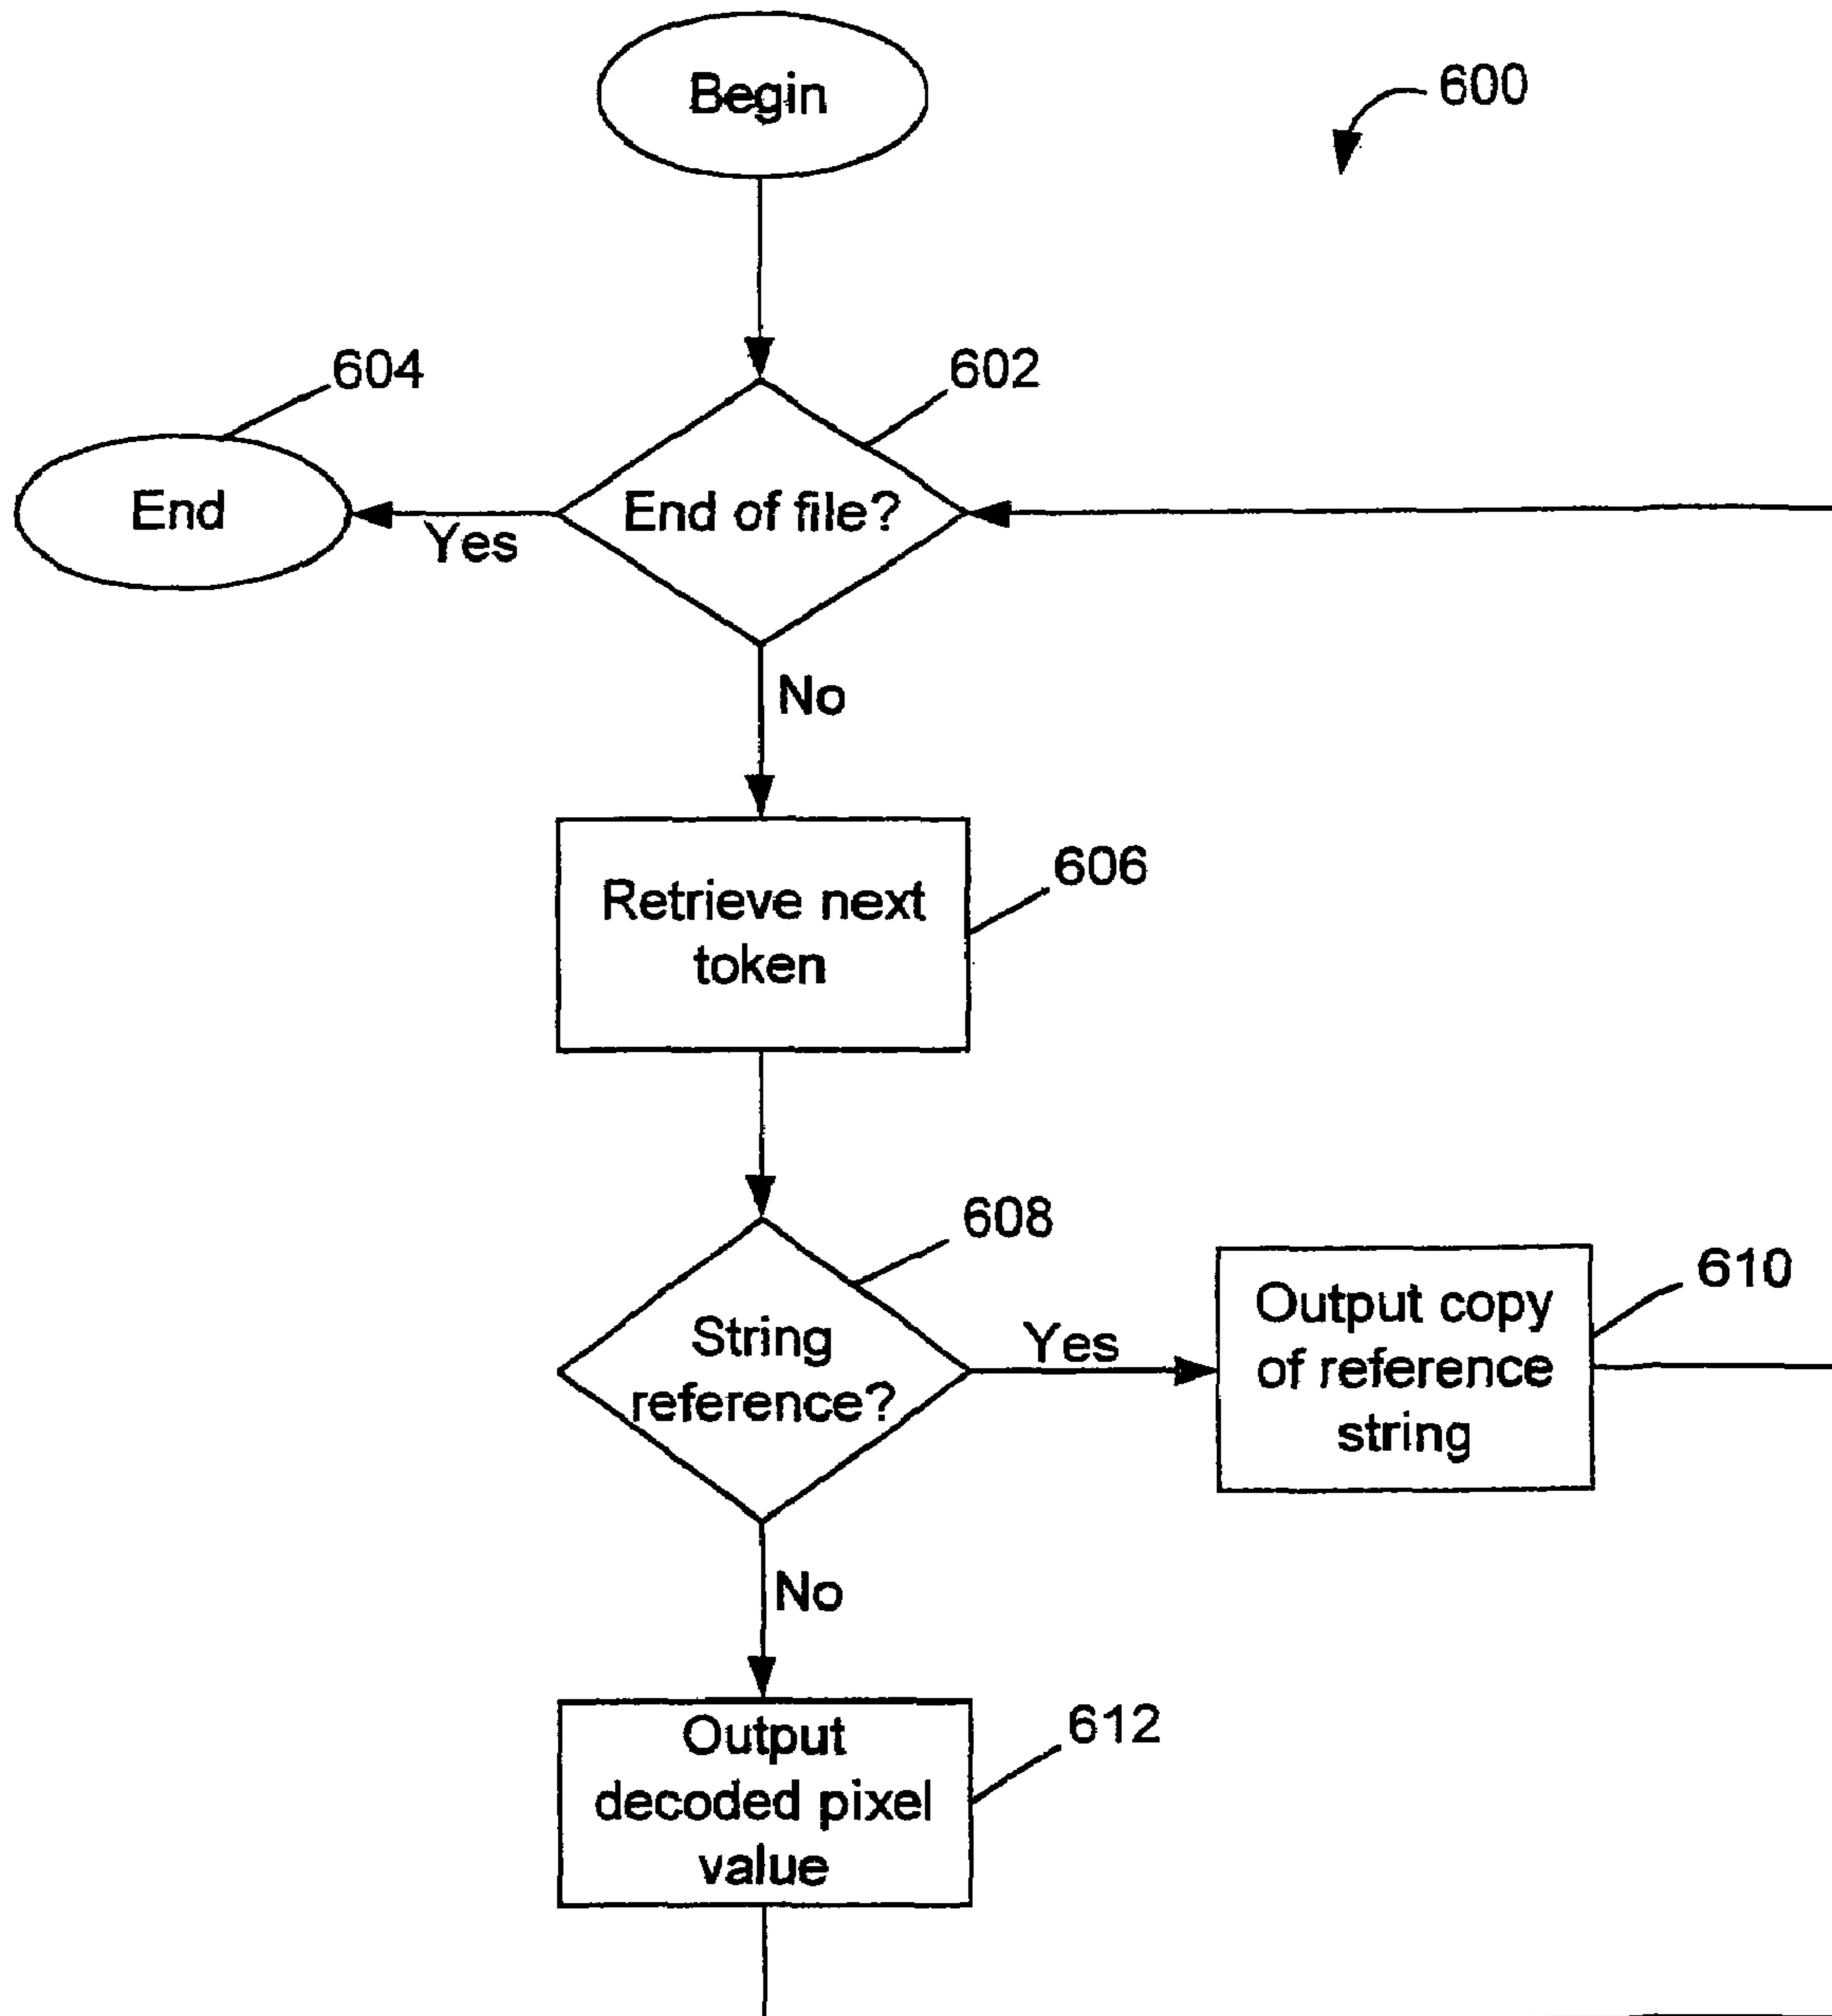 Begin
600
604
602
End
Yes
End of file?
No
606
Retrieve next
token
608
610
String
reference?
Yes
Output copy
of reference
string
No
612
Output
decoded pixel
value